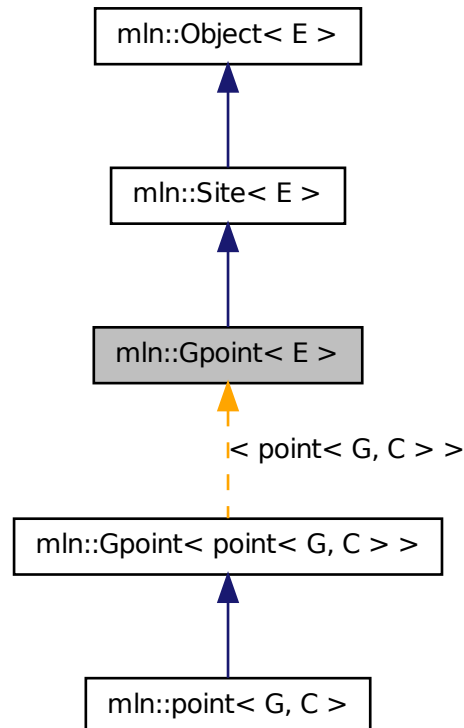 mln::Object< E >
mln::Site< E >
mln::Gpoint< E >
< point< G, C > >
mln::Gpoint< point< G, C > >
mln::point< G, C >